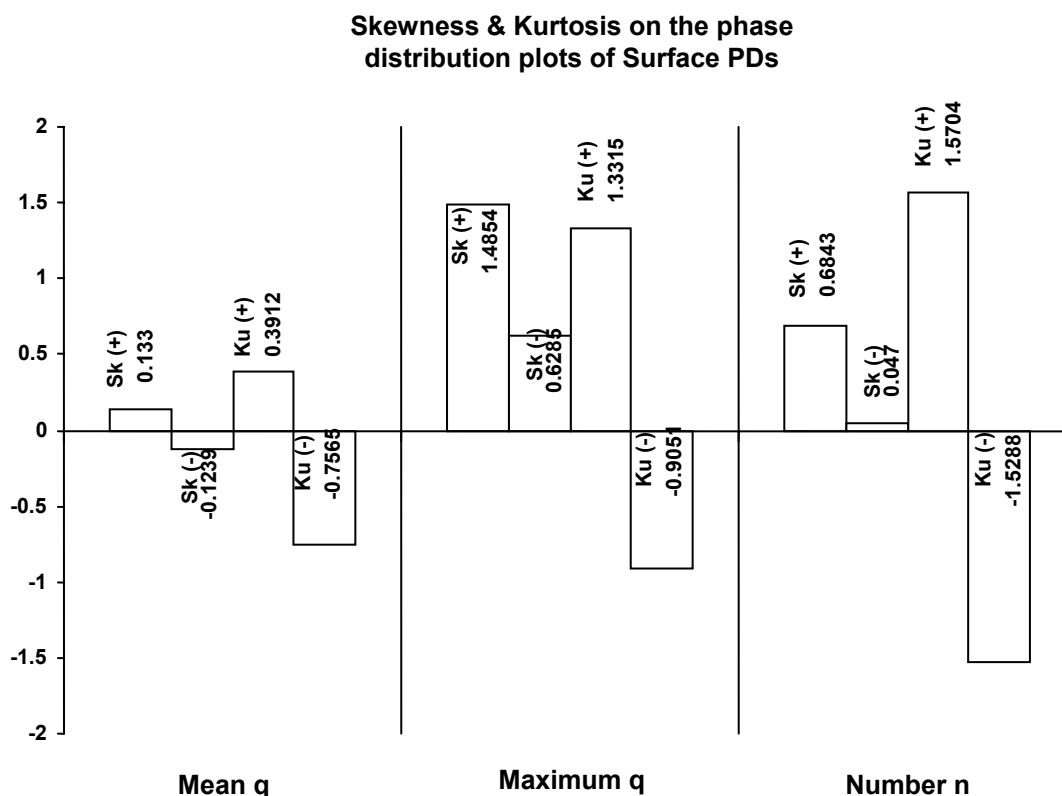 Skewness & Kurtosis on the phase
distribution plots of Surface PDs
2
1.5
1
0.5
0
-0.5
-1
-1.5
-2
Sk (+)
0.133
Sk (-)
-0.1239
Ku (+)
0.3912
Ku (-)
-0.7565
Sk (+)
1.4854
Sk (-)
0.6285
Ku (+)
1.3315
Ku (-)
-0.9051
Sk (+)
0.6843
Sk (-)
0.047
Ku (+)
1.5704
Ku (-)
-1.5288
Mean q
Maximum q
Number n